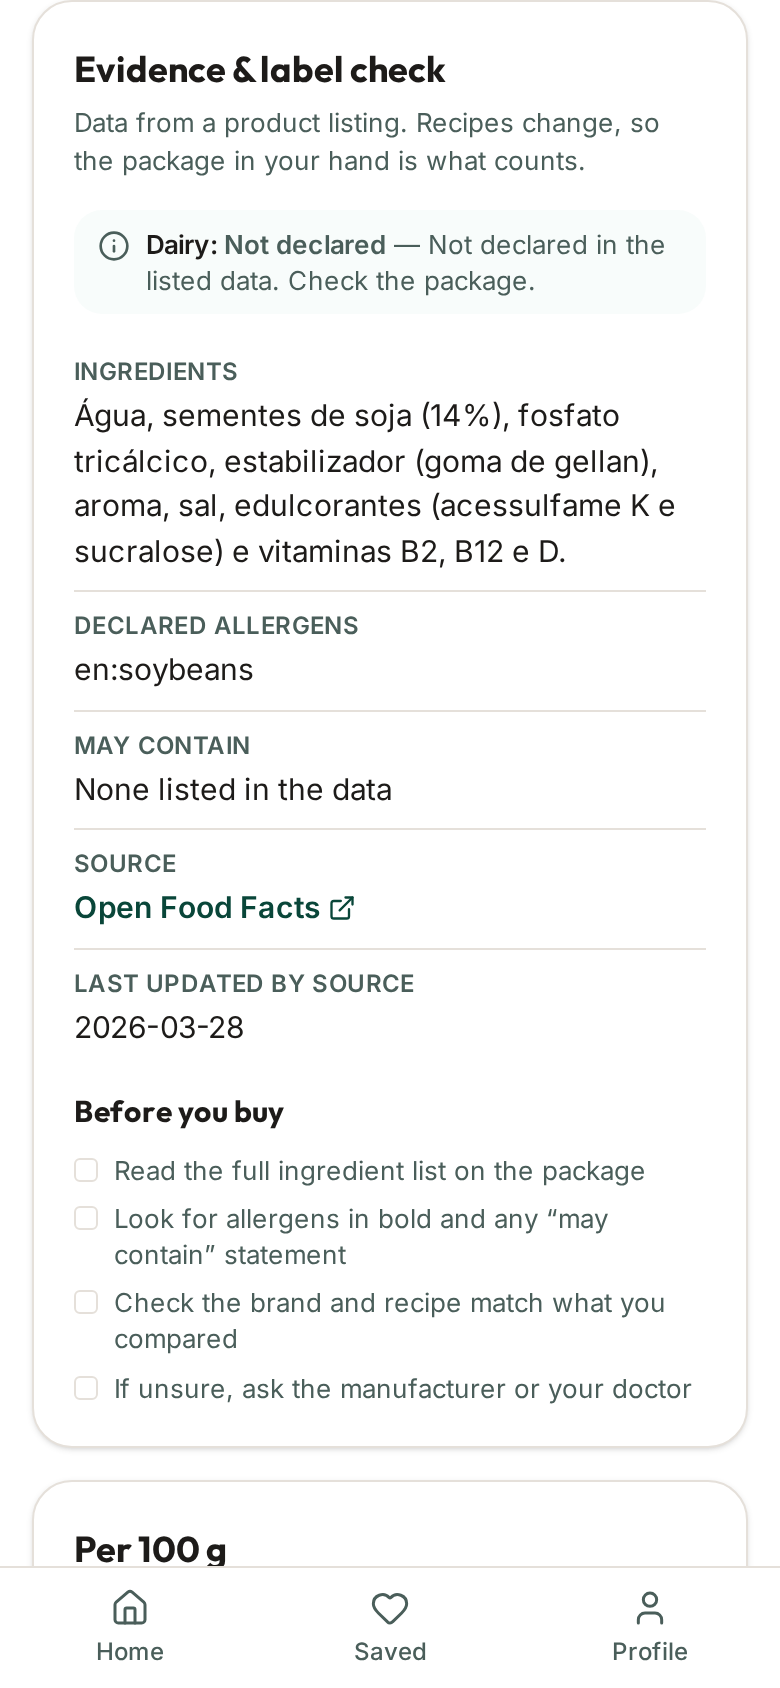 Evidence & label check
Data from a product listing. Recipes change, so
the package in your hand is what counts.
Dairy: Not declared — Not declared in the
listed data. Check the package.
INGREDIENTS
Água, sementes de soja (14%), fosfato
tricálcico, estabilizador (goma de gellan),
aroma, sal, edulcorantes (acessulfame K e
sucralose) e vitaminas B2, B12 e D.
DECLARED ALLERGENS
en:soybeans
MAY CONTAIN
None listed in the data
SOURCE
Open Food Facts
LAST UPDATED BY SOURCE
2026-03-28
Before you buy
Read the full ingredient list on the package
Look for allergens in bold and any “may
contain” statement
Check the brand and recipe match what you
compared
If unsure, ask the manufacturer or your doctor
Per 100 g
Home
Saved
Profile